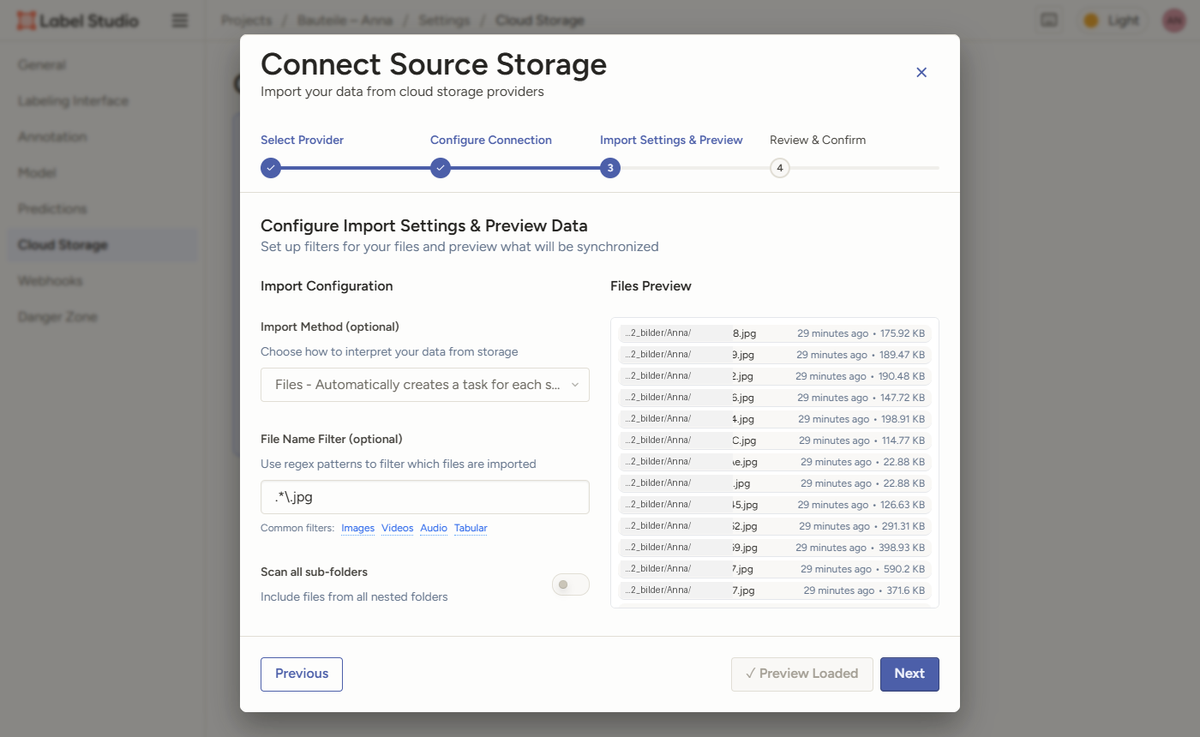 Label Studio
Projects / Bauteile – Anna / Settings / Cloud Storage
Light
General
Labeling Interface
Annotation
Model
Predictions
Cloud Storage
Webhooks
Danger Zone
Connect Source Storage
Import your data from cloud storage providers
Select Provider
Configure Connection
Import Settings & Preview
Review & Confirm
3
4
Configure Import Settings & Preview Data
Set up filters for your files and preview what will be synchronized
Import Configuration
Import Method (optional)
Choose how to interpret your data from storage
Files - Automatically creates a task for each s...
File Name Filter (optional)
Use regex patterns to filter which files are imported
.*\.jpg
Common filters: Images Videos Audio Tabular
Scan all sub-folders
Include files from all nested folders
Files Preview
...2_bilder/Anna/ 8.jpg 29 minutes ago • 175.92 KB
...2_bilder/Anna/ 9.jpg 29 minutes ago • 189.47 KB
...2_bilder/Anna/ 2.jpg 29 minutes ago • 190.48 KB
...2_bilder/Anna/ 5.jpg 29 minutes ago • 147.72 KB
...2_bilder/Anna/ 4.jpg 29 minutes ago • 198.91 KB
...2_bilder/Anna/ C.jpg 29 minutes ago • 114.77 KB
...2_bilder/Anna/ e.jpg 29 minutes ago • 22.88 KB
...2_bilder/Anna/ .jpg 29 minutes ago • 22.88 KB
...2_bilder/Anna/ 45.jpg 29 minutes ago • 126.63 KB
...2_bilder/Anna/ 52.jpg 29 minutes ago • 291.31 KB
...2_bilder/Anna/ 59.jpg 29 minutes ago • 398.93 KB
...2_bilder/Anna/ 7.jpg 29 minutes ago • 590.2 KB
...2_bilder/Anna/ 7.jpg 29 minutes ago • 371.6 KB
Previous
✓ Preview Loaded
Next